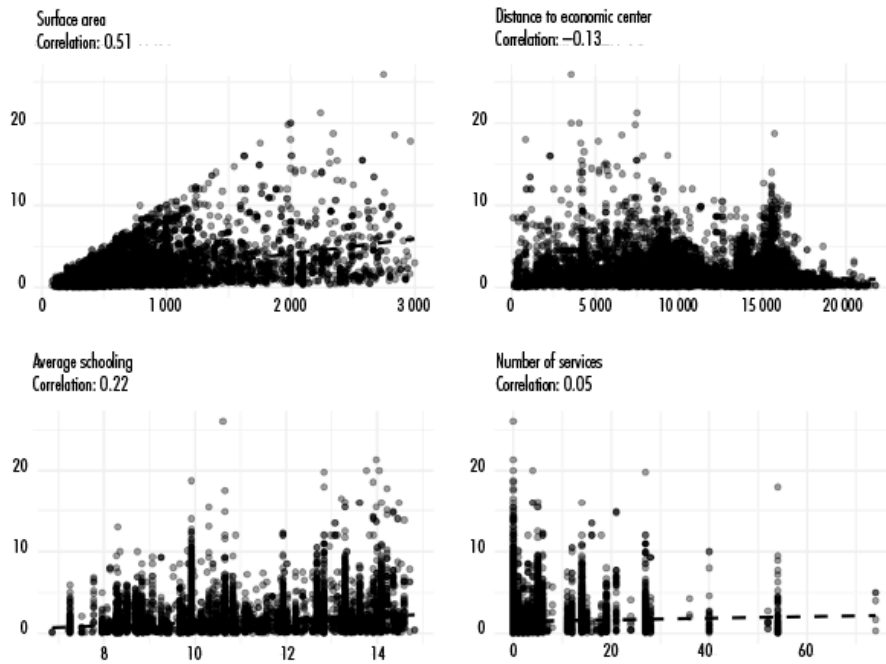 Surface area
Correlation: 0.51
20
10
0
0 1 000 2 000 3 000
Distance to economic center
Correlation: –0.13
20
10
0
0 5 000 10 000 15 000 20 000
Average schooling
Correlation: 0.22
20
10
0
8 10 12 14
Number of services
Correlation: 0.05
20
10
0
0 20 40 60